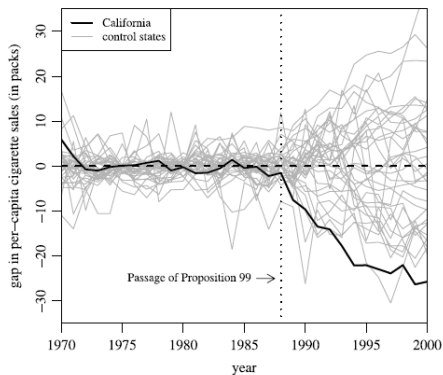 California
control states
gap in per−capita cigarette sales (in packs)
30
20
10
0
−10
−20
−30
Passage of Proposition 99
1970 1975 1980 1985 1990 1995 2000
year